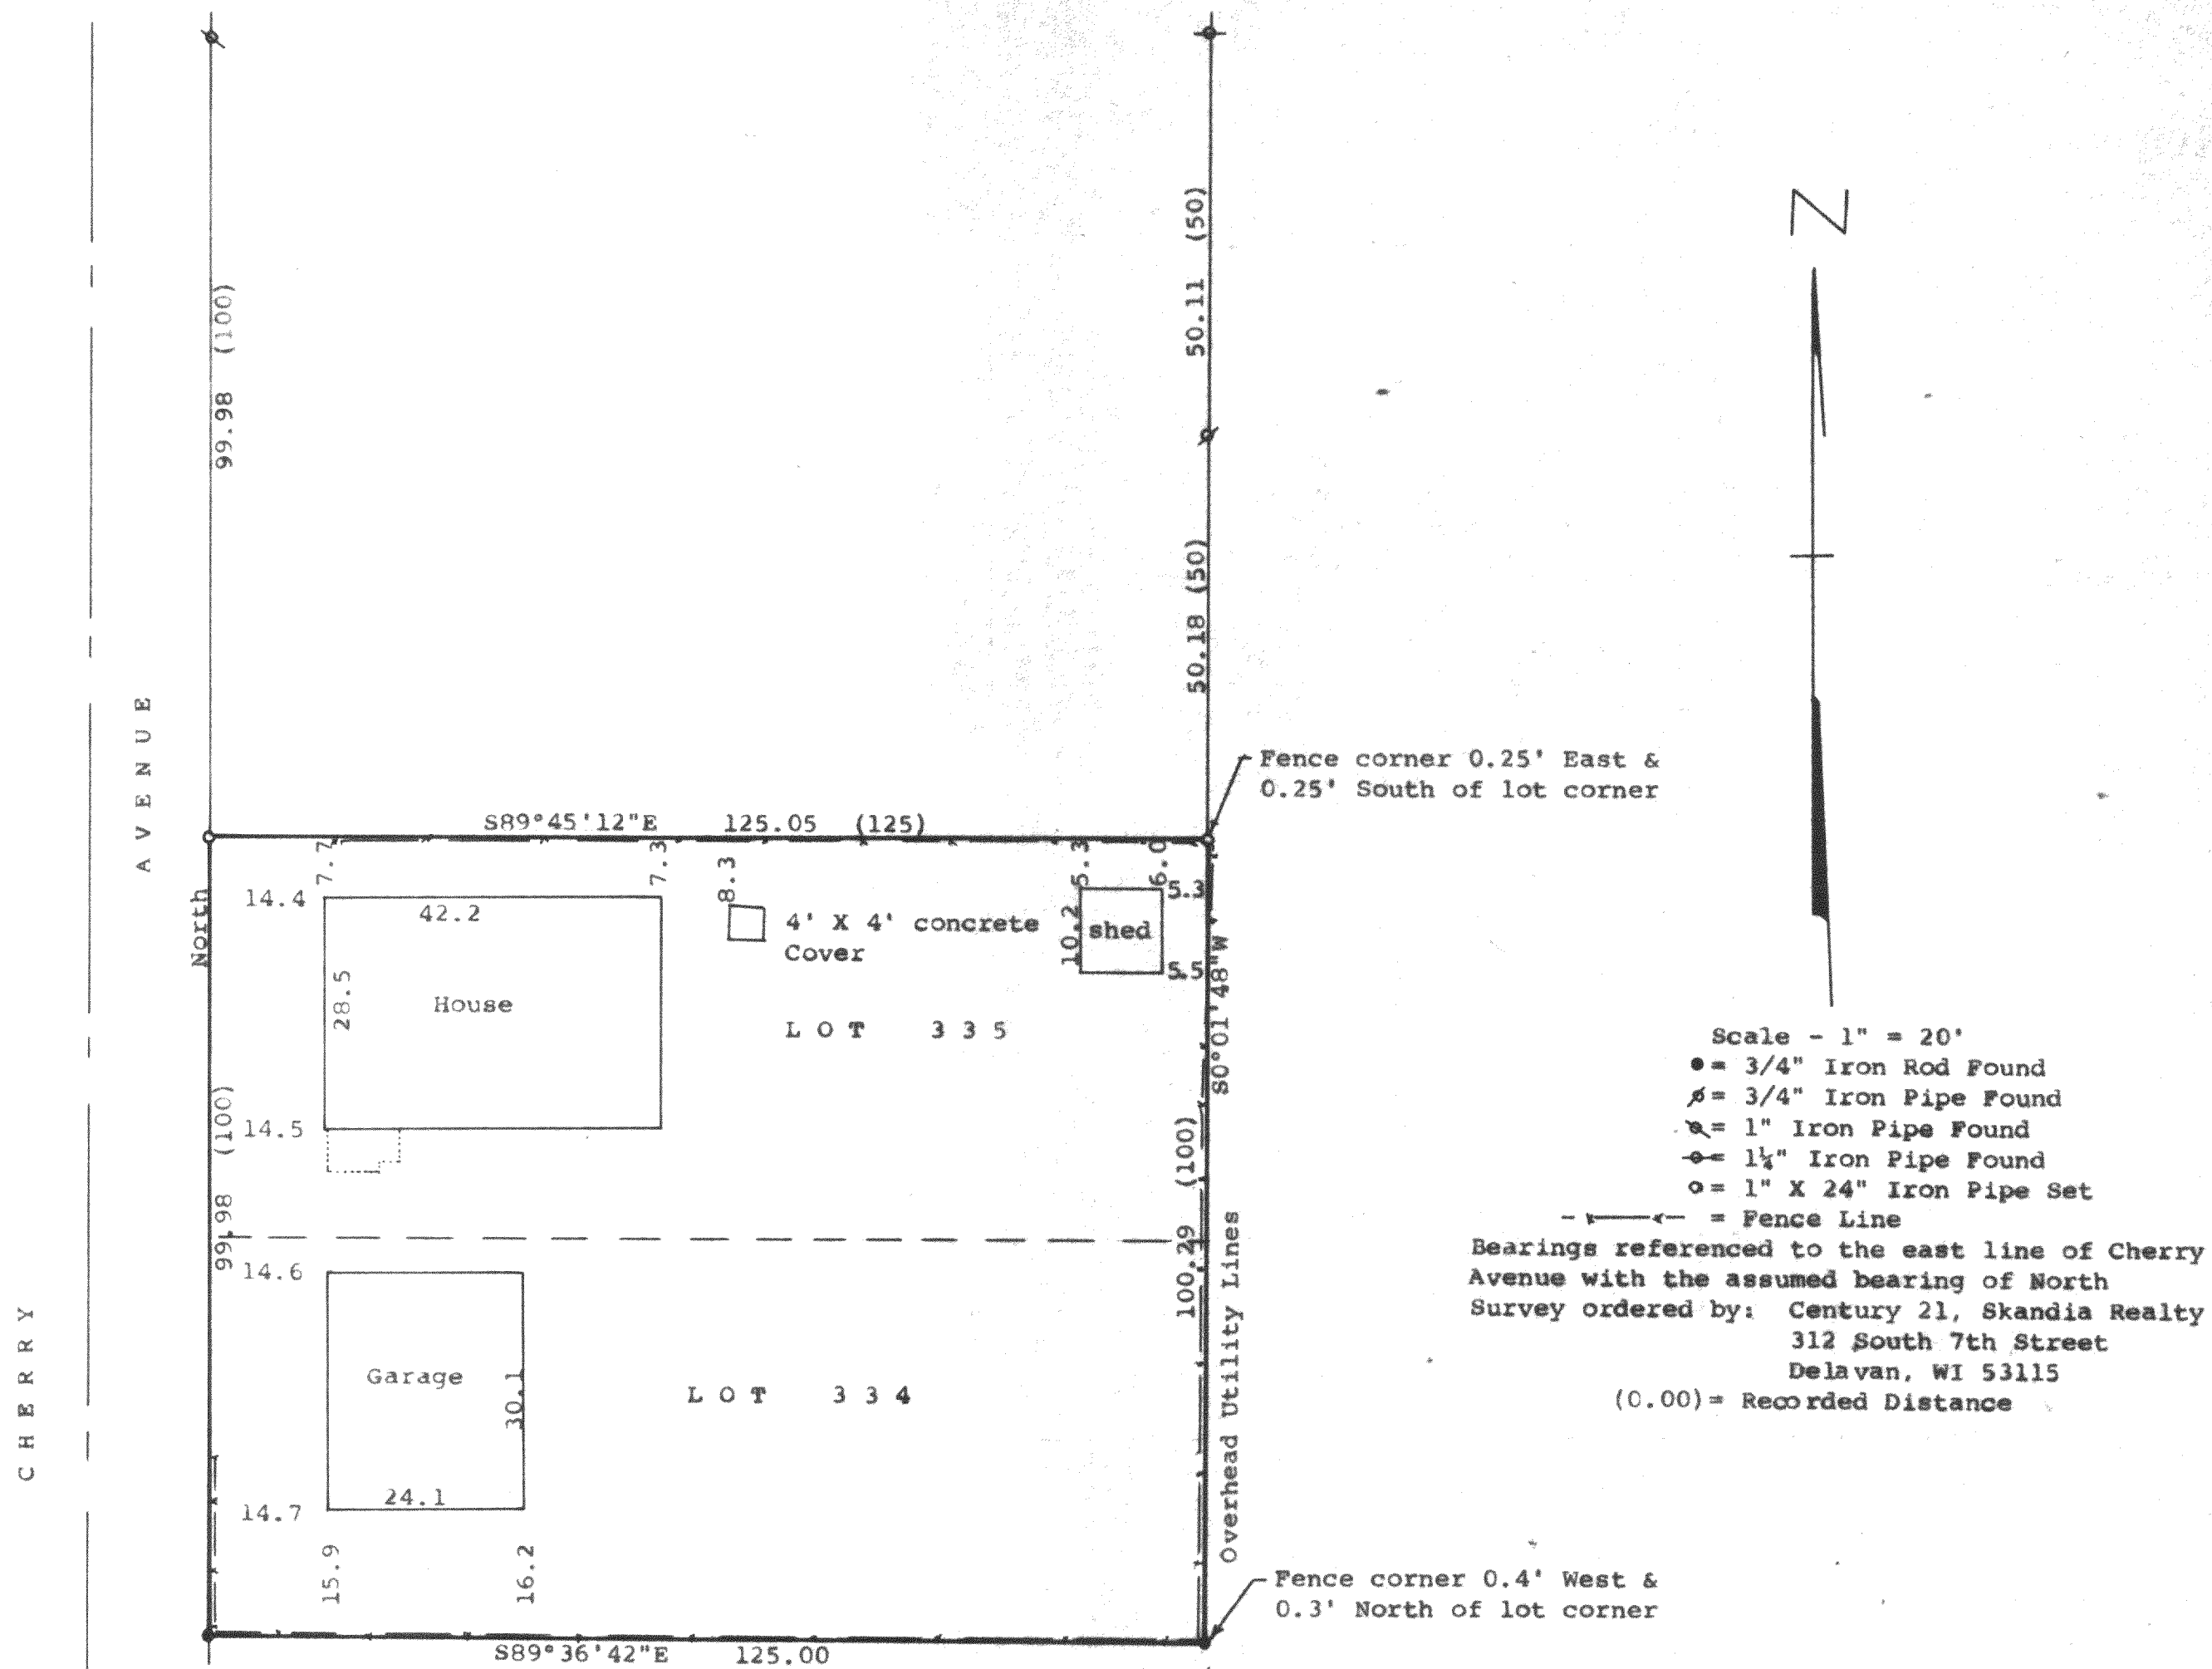 N
99.98 (100)
50.11 (50)
50.18 (50)
CHERRY AVENUE
Fence corner 0.25' East &
0.25' South of lot corner
S89°45'12"E 125.05 (125)
7.7
7.3
8.3
5.3
6.0
North
14.4
42.2
4' X 4' concrete
Cover
10.2
shed
5.3
5.5
28.5
House
LOT 335
S0°01'48"W
14.5
99.98 (100)
100.29 (100)
Overhead Utility Lines
14.6
Garage
30.1
LOT 334
24.1
14.7
15.9
16.2
Fence corner 0.4' West &
0.3' North of lot corner
S89°36'42"E 125.00
Scale - 1" = 20'
= 3/4" Iron Rod Found
= 3/4" Iron Pipe Found
= 1" Iron Pipe Found
= 1¼" Iron Pipe Found
= 1" X 24" Iron Pipe Set
= Fence Line
Bearings referenced to the east line of Cherry
Avenue with the assumed bearing of North
Survey ordered by: Century 21, Skandia Realty
312 South 7th Street
Delavan, WI 53115
(0.00)= Recorded Distance